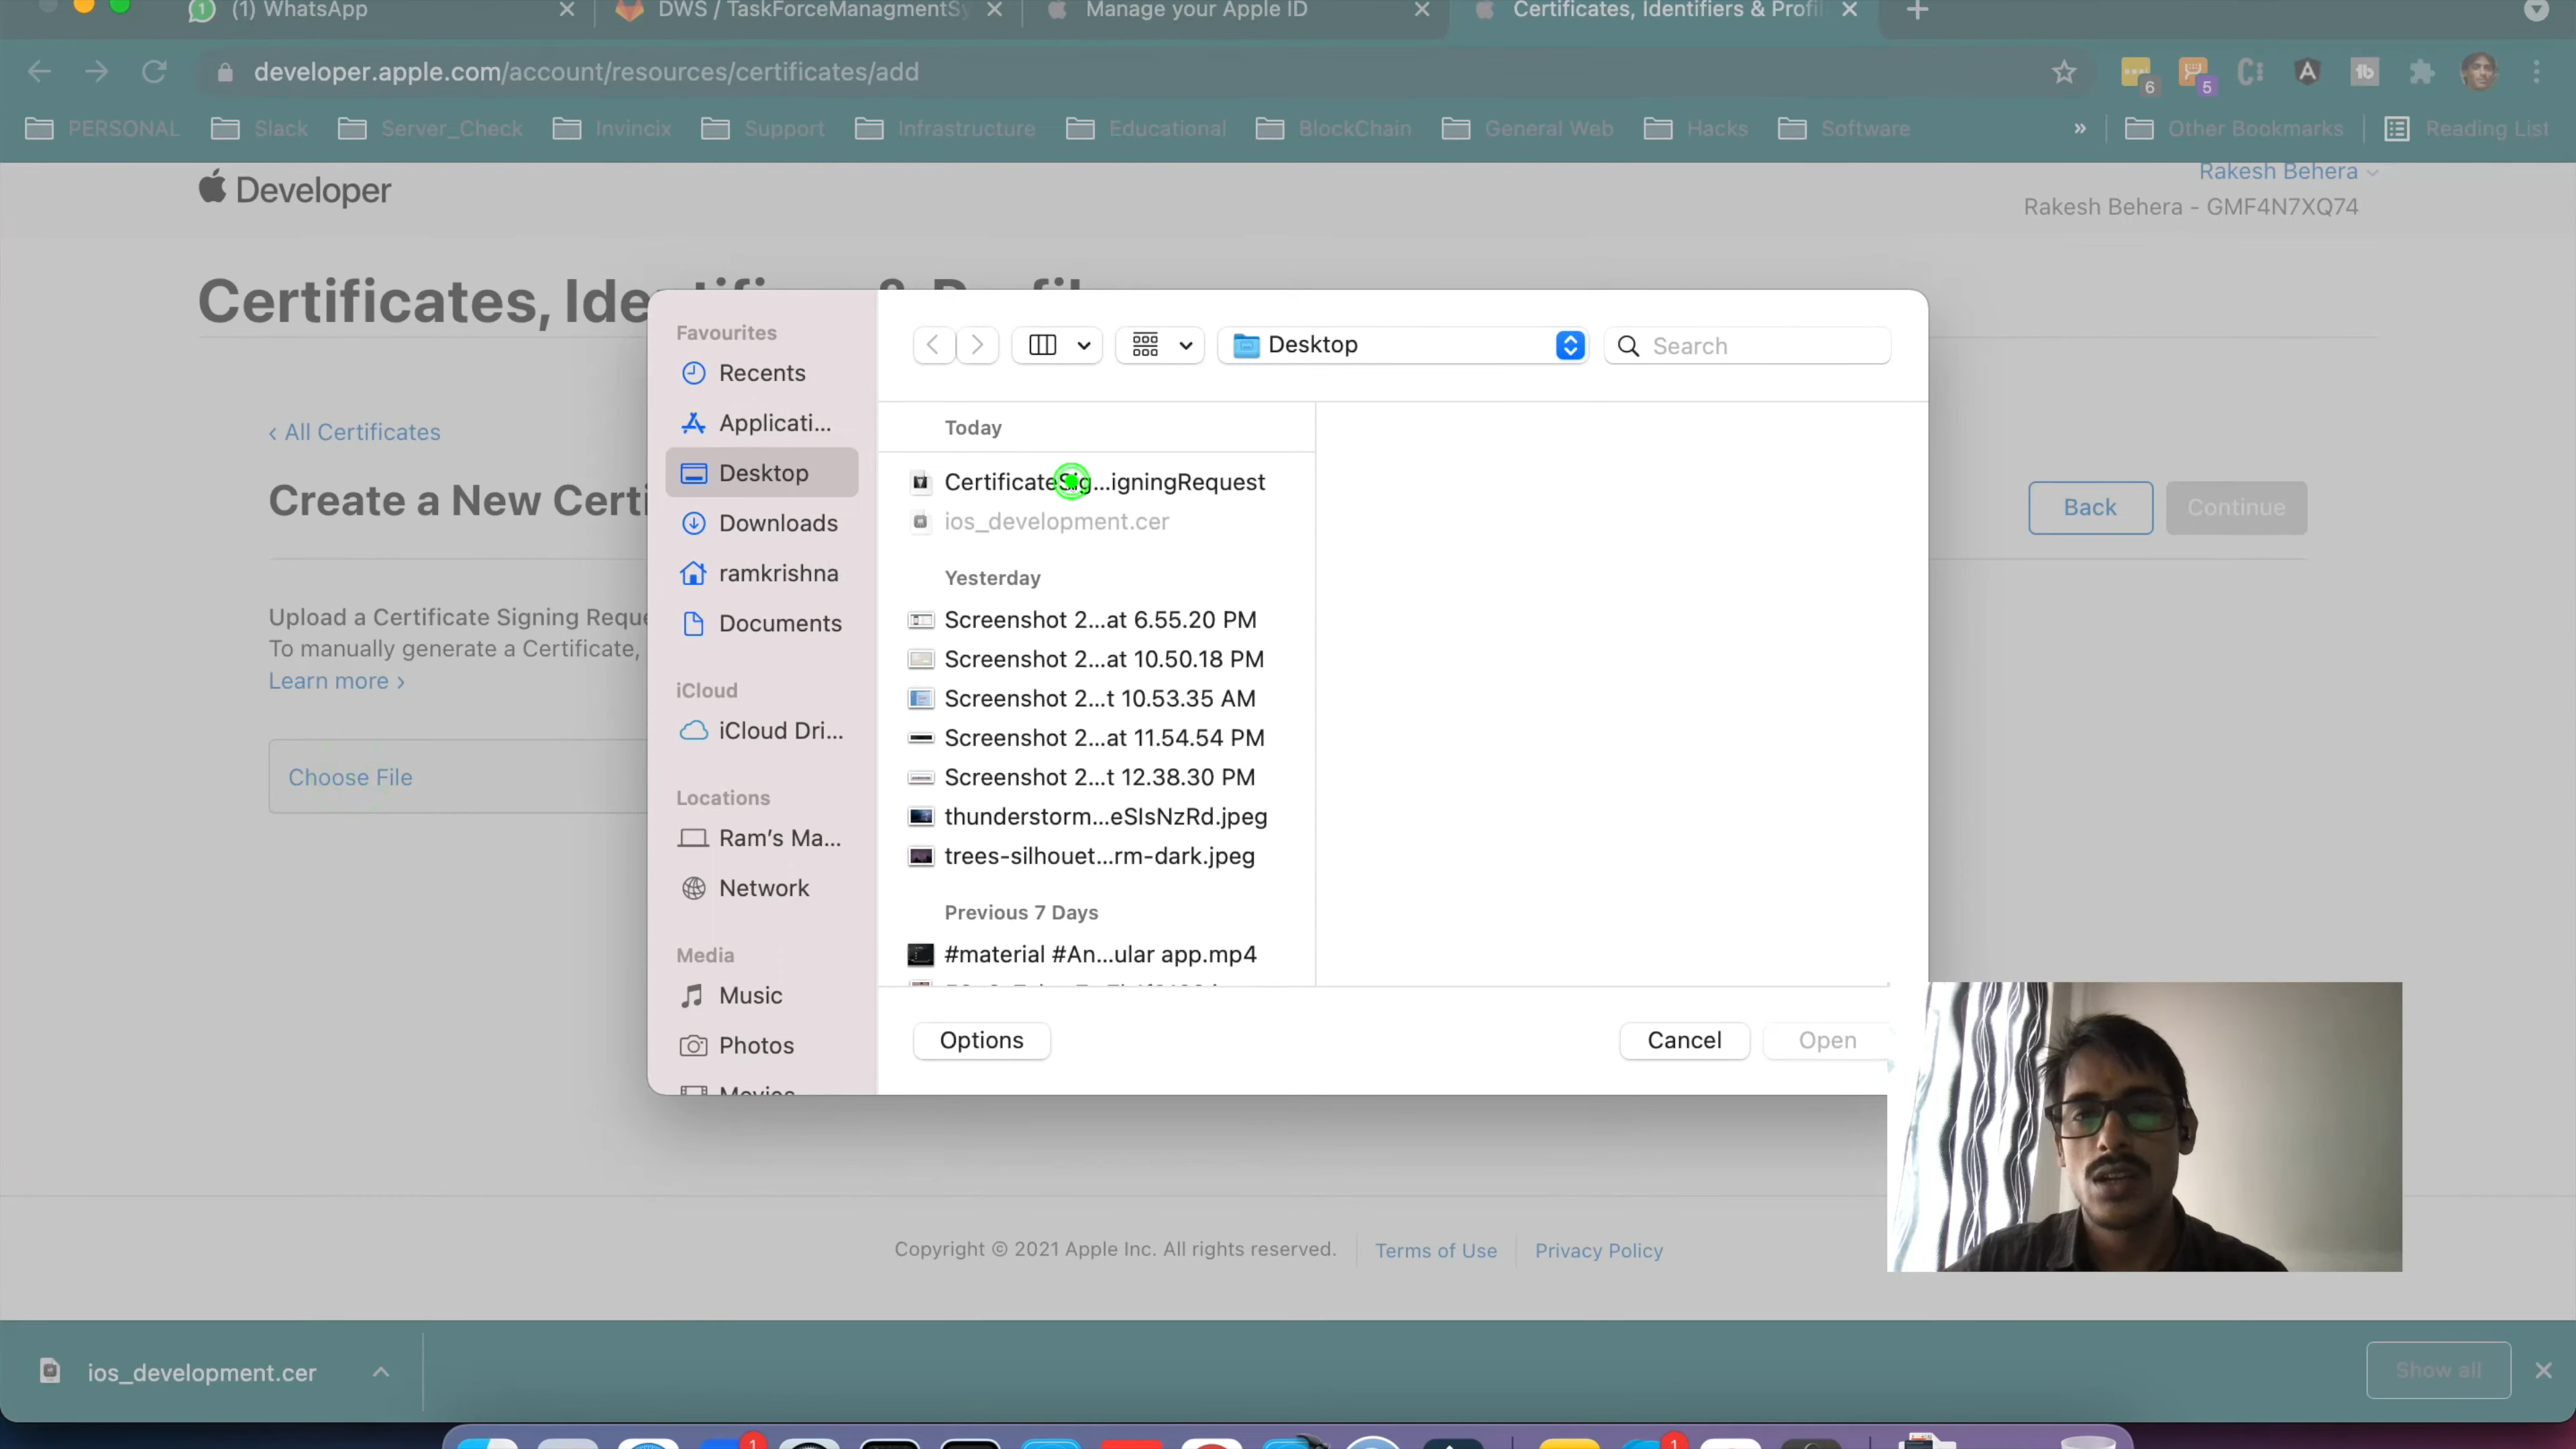 (1) WhatsApp
DWS / TaskForceManagmentSy
Manage your Apple ID
Certificates, Identifiers & Profil
developer.apple.com/account/resources/certificates/add
6
5
PERSONAL
Slack
Server_Check
Invincix
Support
Infrastructure
Educational
BlockChain
General Web
Hacks
Software
»
Other Bookmarks
Reading List
Developer
Rakesh Behera
Rakesh Behera - GMF4N7XQ74
Certificates,
‹ All Certificates
Create a New Certi
Back
Continue
Upload a Certificate Signing Reque
To manually generate a Certificate,
Learn more ›
Choose File
Favourites
Recents
Applicati...
Desktop
Downloads
ramkrishna
Documents
iCloud
iCloud Dri...
Locations
Ram's Ma...
Network
Media
Music
Photos
Movies
Desktop
Search
Today
CertificateSig...igningRequest
ios_development.cer
Yesterday
Screenshot 2...at 6.55.20 PM
Screenshot 2...at 10.50.18 PM
Screenshot 2...t 10.53.35 AM
Screenshot 2...at 11.54.54 PM
Screenshot 2...t 12.38.30 PM
thunderstorm...eSIsNzRd.jpeg
trees-silhouet...rm-dark.jpeg
Previous 7 Days
#material #An...ular app.mp4
Options
Cancel
Open
Copyright © 2021 Apple Inc. All rights reserved.
Terms of Use
Privacy Policy
ios_development.cer
Show all
1
1